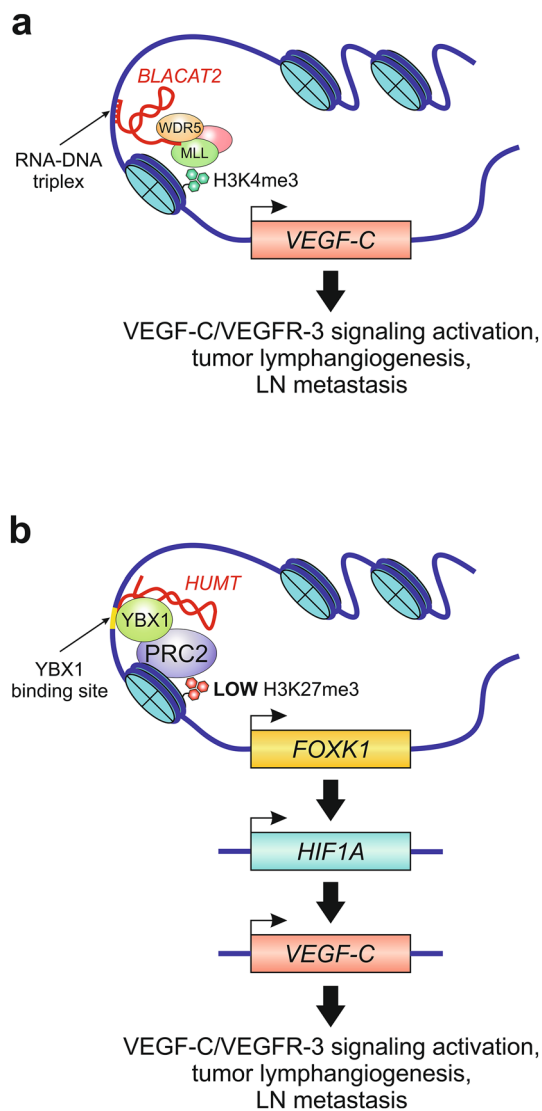 a
BLACAT2
WDR5
MLL
RNA-DNA
triplex
H3K4me3
VEGF-C
VEGF-C/VEGFR-3 signaling activation,
tumor lymphangiogenesis,
LN metastasis
b
HUMT
YBX1
PRC2
YBX1
binding site
LOW H3K27me3
FOXK1
HIF1A
VEGF-C
VEGF-C/VEGFR-3 signaling activation,
tumor lymphangiogenesis,
LN metastasis